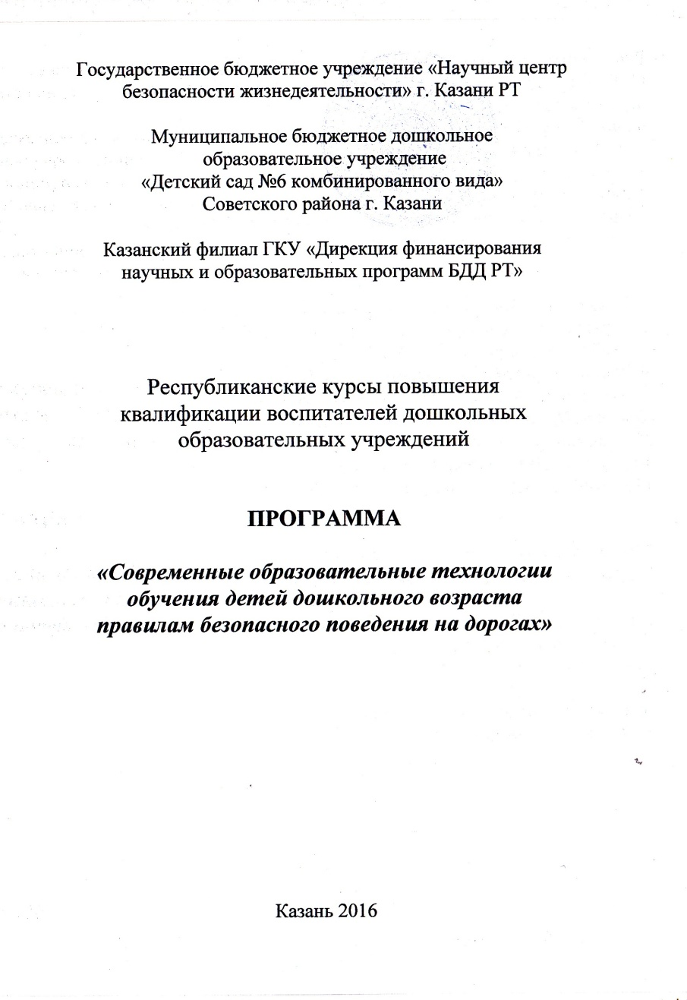 Государственное бюджетное учреждение «Научный центр
безопасности жизнедеятельности» г. Казани РТ
Муниципальное бюджетное дошкольное
образовательное учреждение
«Детский сад №6 комбинированного вида»
Советского района г. Казани
Казанский филиал ГКУ «Дирекция финансирования
научных и образовательных программ БДД РТ»
Республиканские курсы повышения
квалификации воспитателей дошкольных
образовательных учреждений
ПРОГРАММА
«Современные образовательные технологии
обучения детей дошкольного возраста
правилам безопасного поведения на дорогах»
Казань 2016